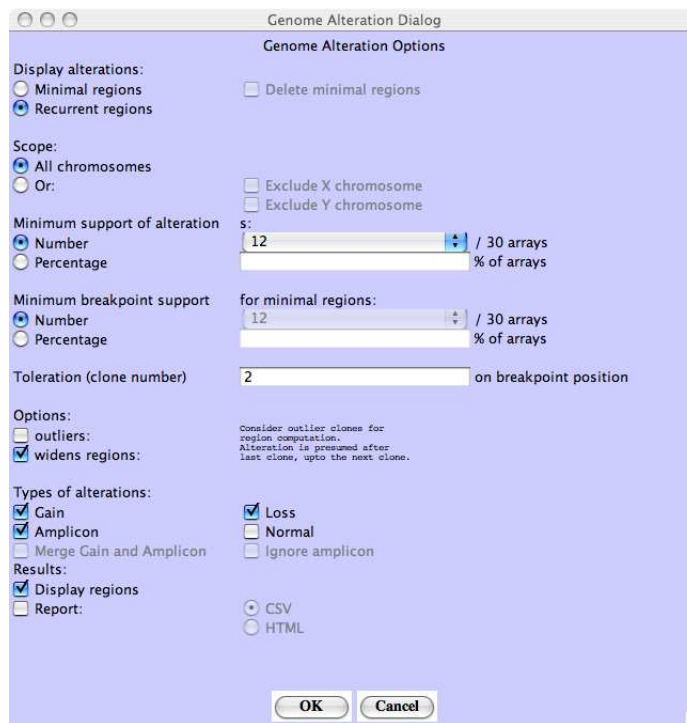 Genome Alteration Dialog
Genome Alteration Options
Display alterations:
Minimal regions Delete minimal regions
Recurrent regions
Scope:
All chromosomes
Or: Exclude X chromosome
Exclude Y chromosome
Minimum support of alteration s:
Number 12 / 30 arrays
Percentage % of arrays
Minimum breakpoint support for minimal regions:
Number 12 / 30 arrays
Percentage % of arrays
Toleration (clone number) 2 on breakpoint position
Options:
outliers: Consider outlier clones for
region computation.
widens regions: Alteration is presumed after
last clone, upto the next clone.
Types of alterations:
Gain Loss
Amplicon Normal
Merge Gain and Amplicon Ignore amplicon
Results:
Display regions
Report: CSV
HTML
OK Cancel